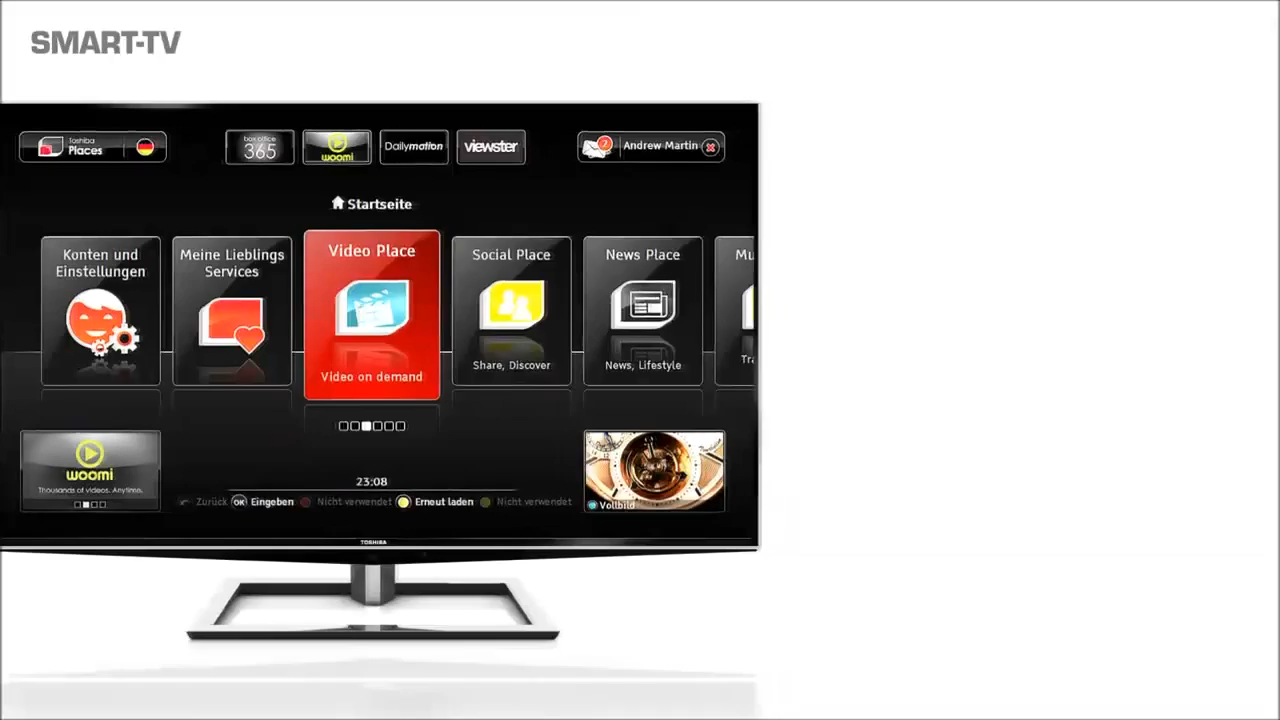 SMART-TV
Toshiba
Places
box office
365
woomi
Dailymotion
viewster
2
Andrew Martin
Startseite
Konten und
Einstellungen
Meine Lieblings
Services
Video Place
Video on demand
Social Place
Share, Discover
News Place
News, Lifestyle
Mu
Tra
woomi
Thousands of videos. Anytime.
23:08
Zurück
OK Eingeben
Nicht verwendet
Erneut laden
Nicht verwendet
Vollbild
TOSHIBA